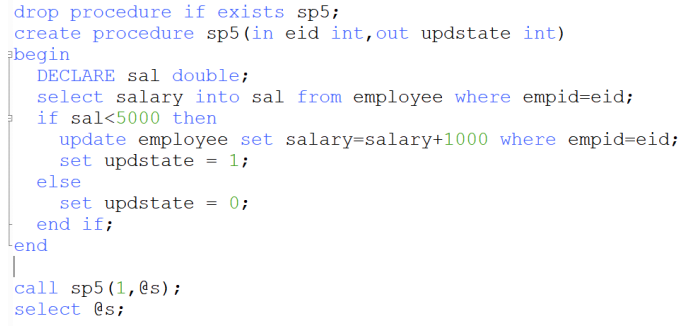 drop procedure if exists sp5;
create procedure sp5(in eid int,out updstate int)
begin
  DECLARE sal double;
  select salary into sal from employee where empid=eid;
  if sal<5000 then
    update employee set salary=salary+1000 where empid=eid;
    set updstate = 1;
  else
    set updstate = 0;
  end if;
end
call sp5(1,@s);
select @s;